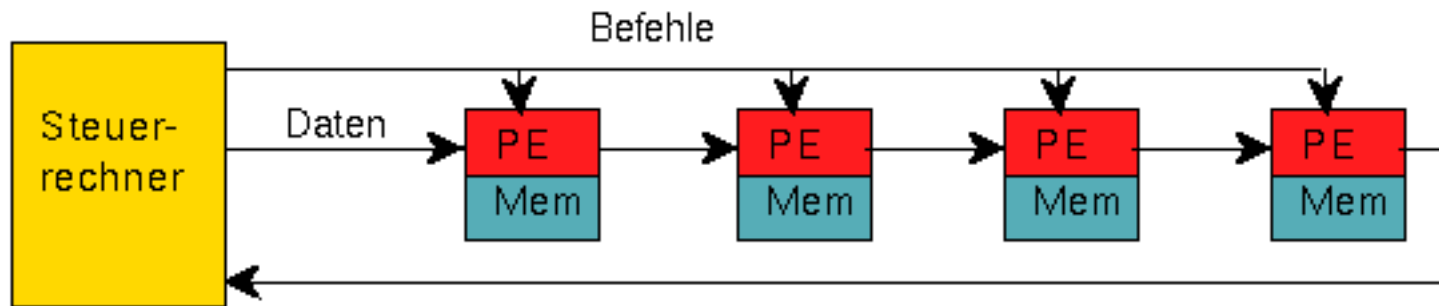 Befehle
Steuer-
rechner
Daten
PE
PE
PE
PE
Mem
Mem
Mem
Mem